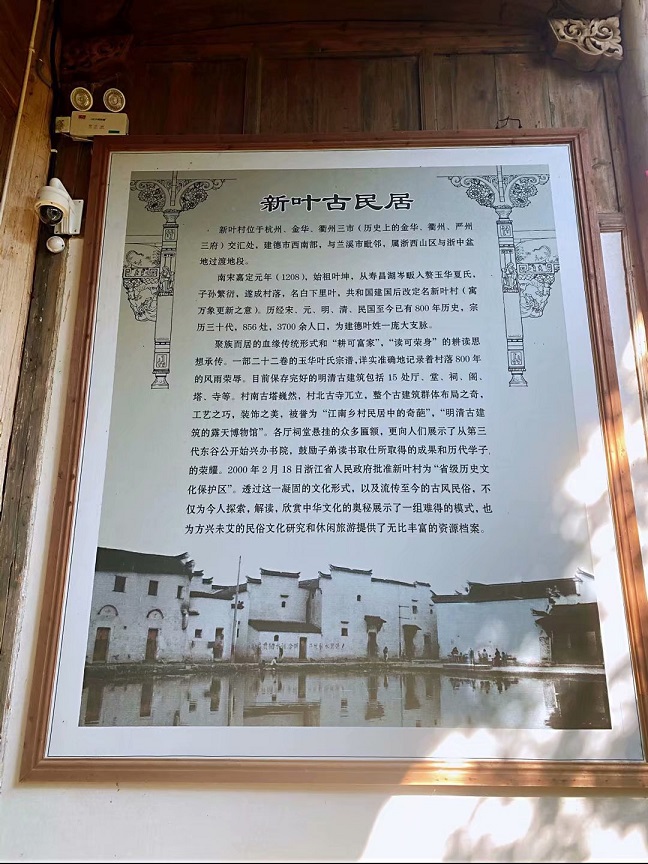 新叶古民居
新叶村位于杭州、金华、衢州三市（历史上的金华、衢州、严州
三府）交汇处，建德市西南部，与兰溪市毗邻，属浙西山区与浙中盆
地过渡地段。
南宋嘉定元年（1208），始祖叶坤，从寿昌湖岑畈入赘玉华夏氏，
子孙繁衍，遂成村落，名白下里叶，共和国建国后改定名新叶村（寓
万象更新之意）。历经宋、元、明、清、民国至今已有800年历史，宗
历三十代，856灶，3700余人口，为建德叶姓一庞大支脉。
聚族而居的血缘传统形式和“耕可富家”，“读可荣身”的耕读思
想承传。一部二十二卷的玉华叶氏宗谱，详实准确地记录着村落800年
的风雨荣辱。目前保存完好的明清古建筑包括15处厅、堂、祠、阁、
塔、寺等。村南古塔巍然，村北古寺兀立，整个古建筑群体布局之奇，
工艺之巧，装饰之美，被誉为“江南乡村民居中的奇葩”，“明清古建
筑的露天博物馆”。各厅祠堂悬挂的众多匾额，更向人们展示了从第三
代东谷公开始兴办书院，鼓励子弟读书取仕所取得的成果和历代学子
的荣耀。2000年2月18日浙江省人民政府批准新叶村为“省级历史文
化保护区”。透过这一凝固的文化形式，以及流传至今的古风民俗，不
仅为今人探索，解读，欣赏中华文化的奥秘展示了一组难得的模式，也
为方兴未艾的民俗文化研究和休闲旅游提供了无比丰富的资源档案。